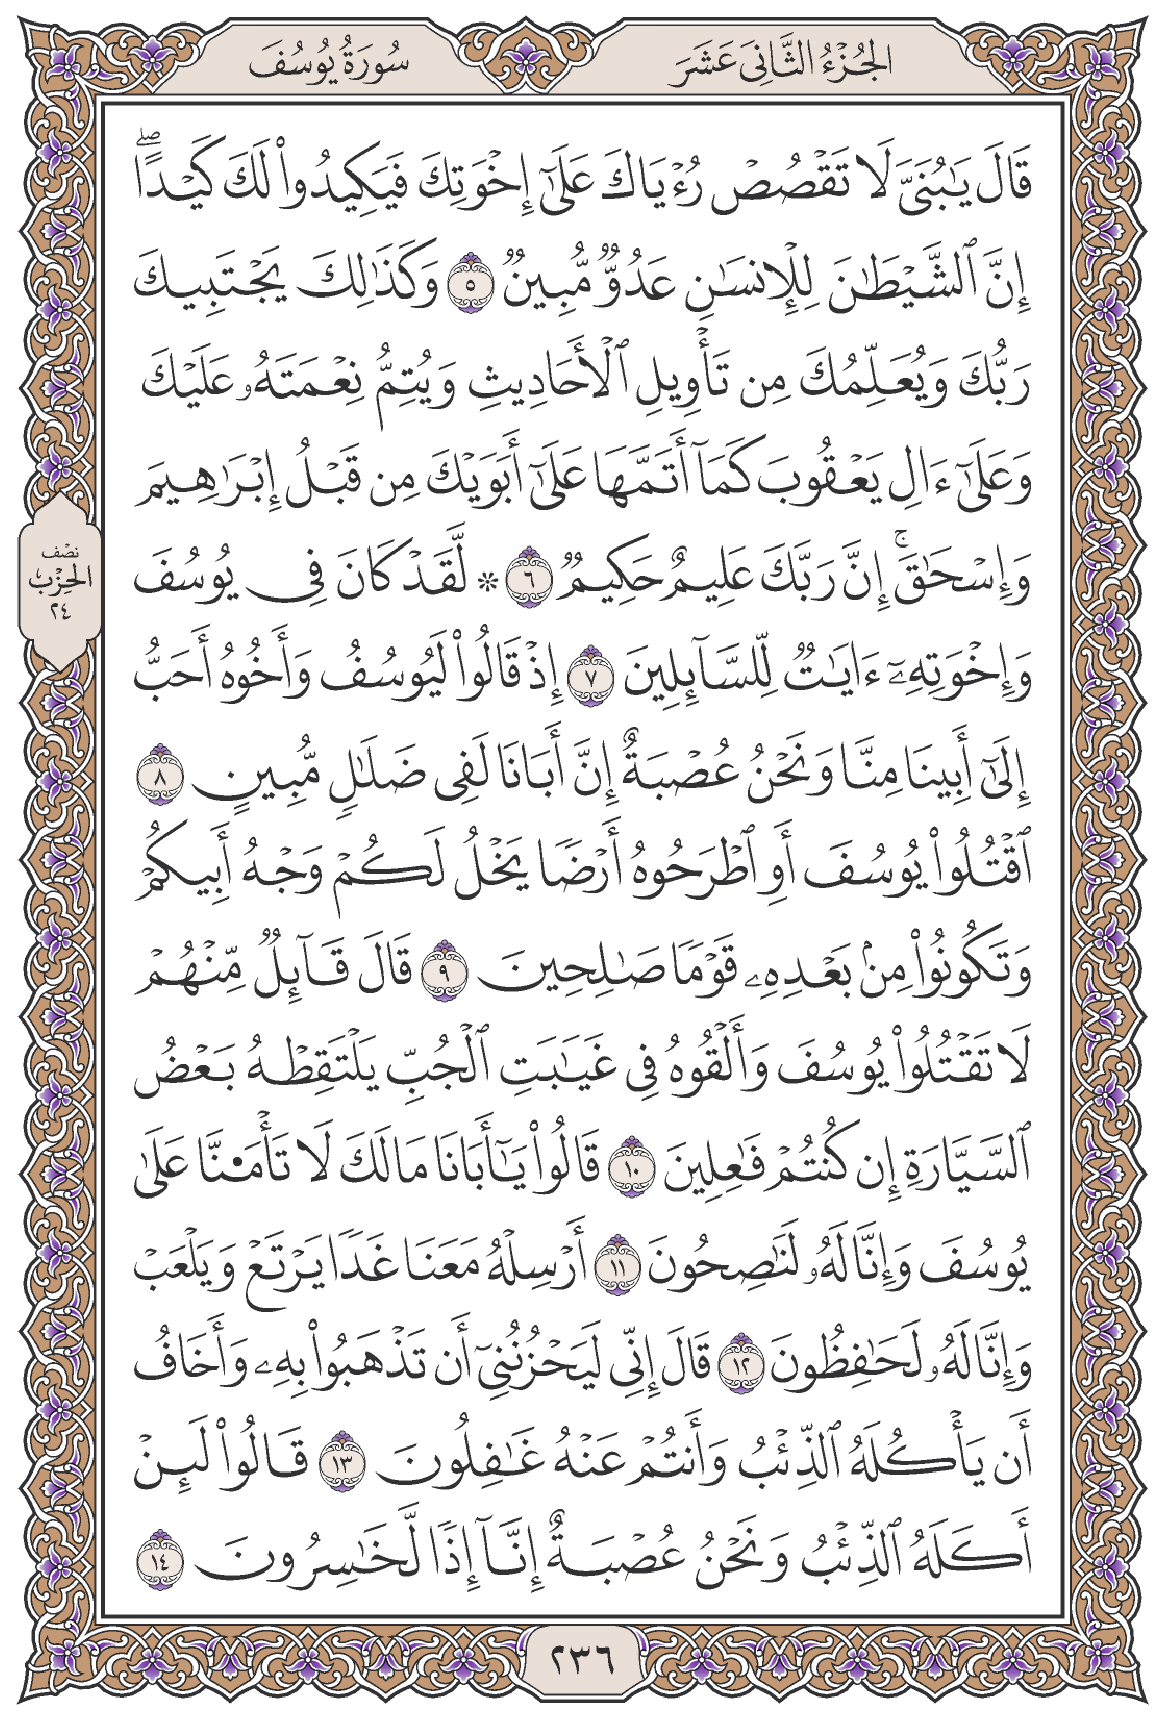 الجُزْءُ الثَّانِيَ عَشَرَ
سُورَةُ يُوسُفَ
قَالَ يَٰبُنَيَّ لَا تَقۡصُصۡ رُءۡيَاكَ عَلَىٰٓ إِخۡوَتِكَ فَيَكِيدُواْ لَكَ كَيۡدًاۖ
إِنَّ ٱلشَّيۡطَٰنَ لِلۡإِنسَٰنِ عَدُوّٞ مُّبِينٞ ٥ وَكَذَٰلِكَ يَجۡتَبِيكَ
رَبُّكَ وَيُعَلِّمُكَ مِن تَأۡوِيلِ ٱلۡأَحَادِيثِ وَيُتِمُّ نِعۡمَتَهُۥ عَلَيۡكَ
وَعَلَىٰٓ ءَالِ يَعۡقُوبَ كَمَآ أَتَمَّهَا عَلَىٰٓ أَبَوَيۡكَ مِن قَبۡلُ إِبۡرَٰهِيمَ
وَإِسۡحَٰقَۚ إِنَّ رَبَّكَ عَلِيمٌ حَكِيمٞ ٦ * لَّقَدۡ كَانَ فِي يُوسُفَ
وَإِخۡوَتِهِۦٓ ءَايَٰتٞ لِّلسَّآئِلِينَ ٧ إِذۡ قَالُواْ لَيُوسُفُ وَأَخُوهُ أَحَبُّ
إِلَىٰٓ أَبِينَا مِنَّا وَنَحۡنُ عُصۡبَةٌ إِنَّ أَبَانَا لَفِي ضَلَٰلٖ مُّبِينٍ ٨
ٱقۡتُلُواْ يُوسُفَ أَوِ ٱطۡرَحُوهُ أَرۡضٗا يَخۡلُ لَكُمۡ وَجۡهُ أَبِيكُمۡ
وَتَكُونُواْ مِنۢ بَعۡدِهِۦ قَوۡمٗا صَٰلِحِينَ ٩ قَالَ قَآئِلٞ مِّنۡهُمۡ
لَا تَقۡتُلُواْ يُوسُفَ وَأَلۡقُوهُ فِي غَيَٰبَتِ ٱلۡجُبِّ يَلۡتَقِطۡهُ بَعۡضُ
ٱلسَّيَّارَةِ إِن كُنتُمۡ فَٰعِلِينَ ١٠ قَالُواْ يَٰٓأَبَانَا مَالَكَ لَا تَأۡمَ۬نَّا عَلَىٰ
يُوسُفَ وَإِنَّا لَهُۥ لَنَٰصِحُونَ ١١ أَرۡسِلۡهُ مَعَنَا غَدٗا يَرۡتَعۡ وَيَلۡعَبۡ
وَإِنَّا لَهُۥ لَحَٰفِظُونَ ١٢ قَالَ إِنِّي لَيَحۡزُنُنِيٓ أَن تَذۡهَبُواْ بِهِۦ وَأَخَافُ
أَن يَأۡكُلَهُ ٱلذِّئۡبُ وَأَنتُمۡ عَنۡهُ غَٰفِلُونَ ١٣ قَالُواْ لَئِنۡ
أَكَلَهُ ٱلذِّئۡبُ وَنَحۡنُ عُصۡبَةٌ إِنَّآ إِذٗا لَّخَٰسِرُونَ ١٤
نصۡف
الحِزۡب
٢٤
٢٣٦